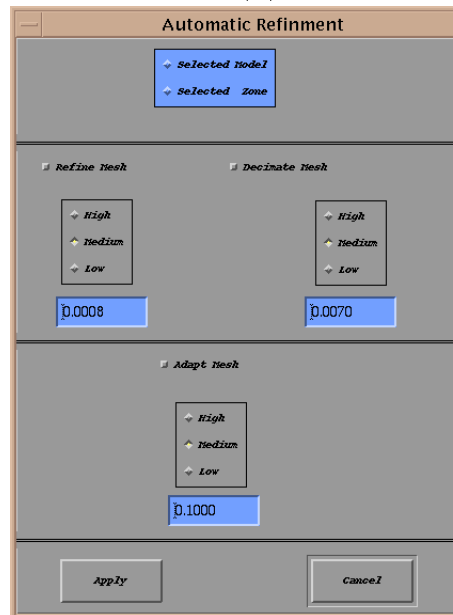 Automatic Refinment
Selected Model
Selected Zone
Refine Mesh
Decimate Mesh
High
Medium
Low
0.0008
High
Medium
Low
0.0070
Adapt Mesh
High
Medium
Low
0.1000
Apply
Cancel